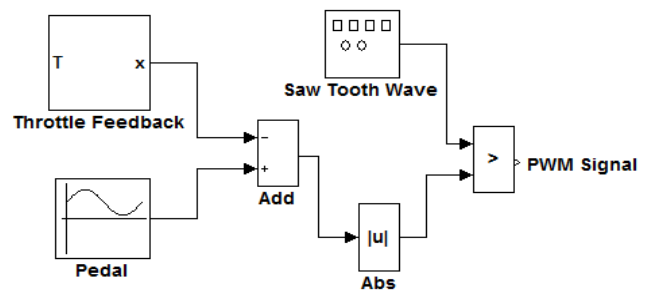 T x
Throttle Feedback
Saw Tooth Wave
−
+
Add
>
PWM Signal
Pedal
|u|
Abs